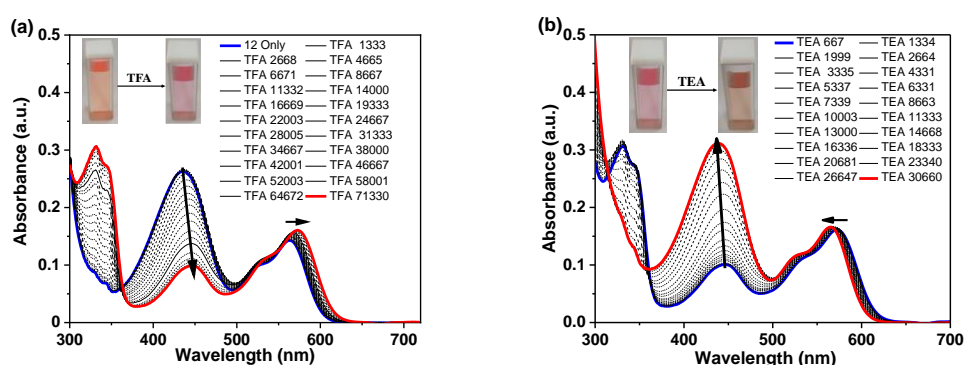 (a)
0.5
0.4
0.3
0.2
0.1
0.0
Absorbance (a.u.)
300 400 500 600 700
Wavelength (nm)
TFA
12 Only TFA 1333
TFA 2668 TFA 4665
TFA 6671 TFA 8667
TFA 11332 TFA 14000
TFA 16669 TFA 19333
TFA 22003 TFA 24667
TFA 28005 TFA 31333
TFA 34667 TFA 38000
TFA 42001 TFA 46667
TFA 52003 TFA 58001
TFA 64672 TFA 71330
(b)
0.5
0.4
0.3
0.2
0.1
0.0
Absorbance (a.u.)
300 400 500 600 700
Wavelength (nm)
TEA
TEA 667 TEA 1334
TEA 1999 TEA 2664
TEA 3335 TEA 4331
TEA 5337 TEA 6331
TEA 7339 TEA 8663
TEA 10003 TEA 11333
TEA 13000 TEA 14668
TEA 16336 TEA 18333
TEA 20681 TEA 23340
TEA 26647 TEA 30660